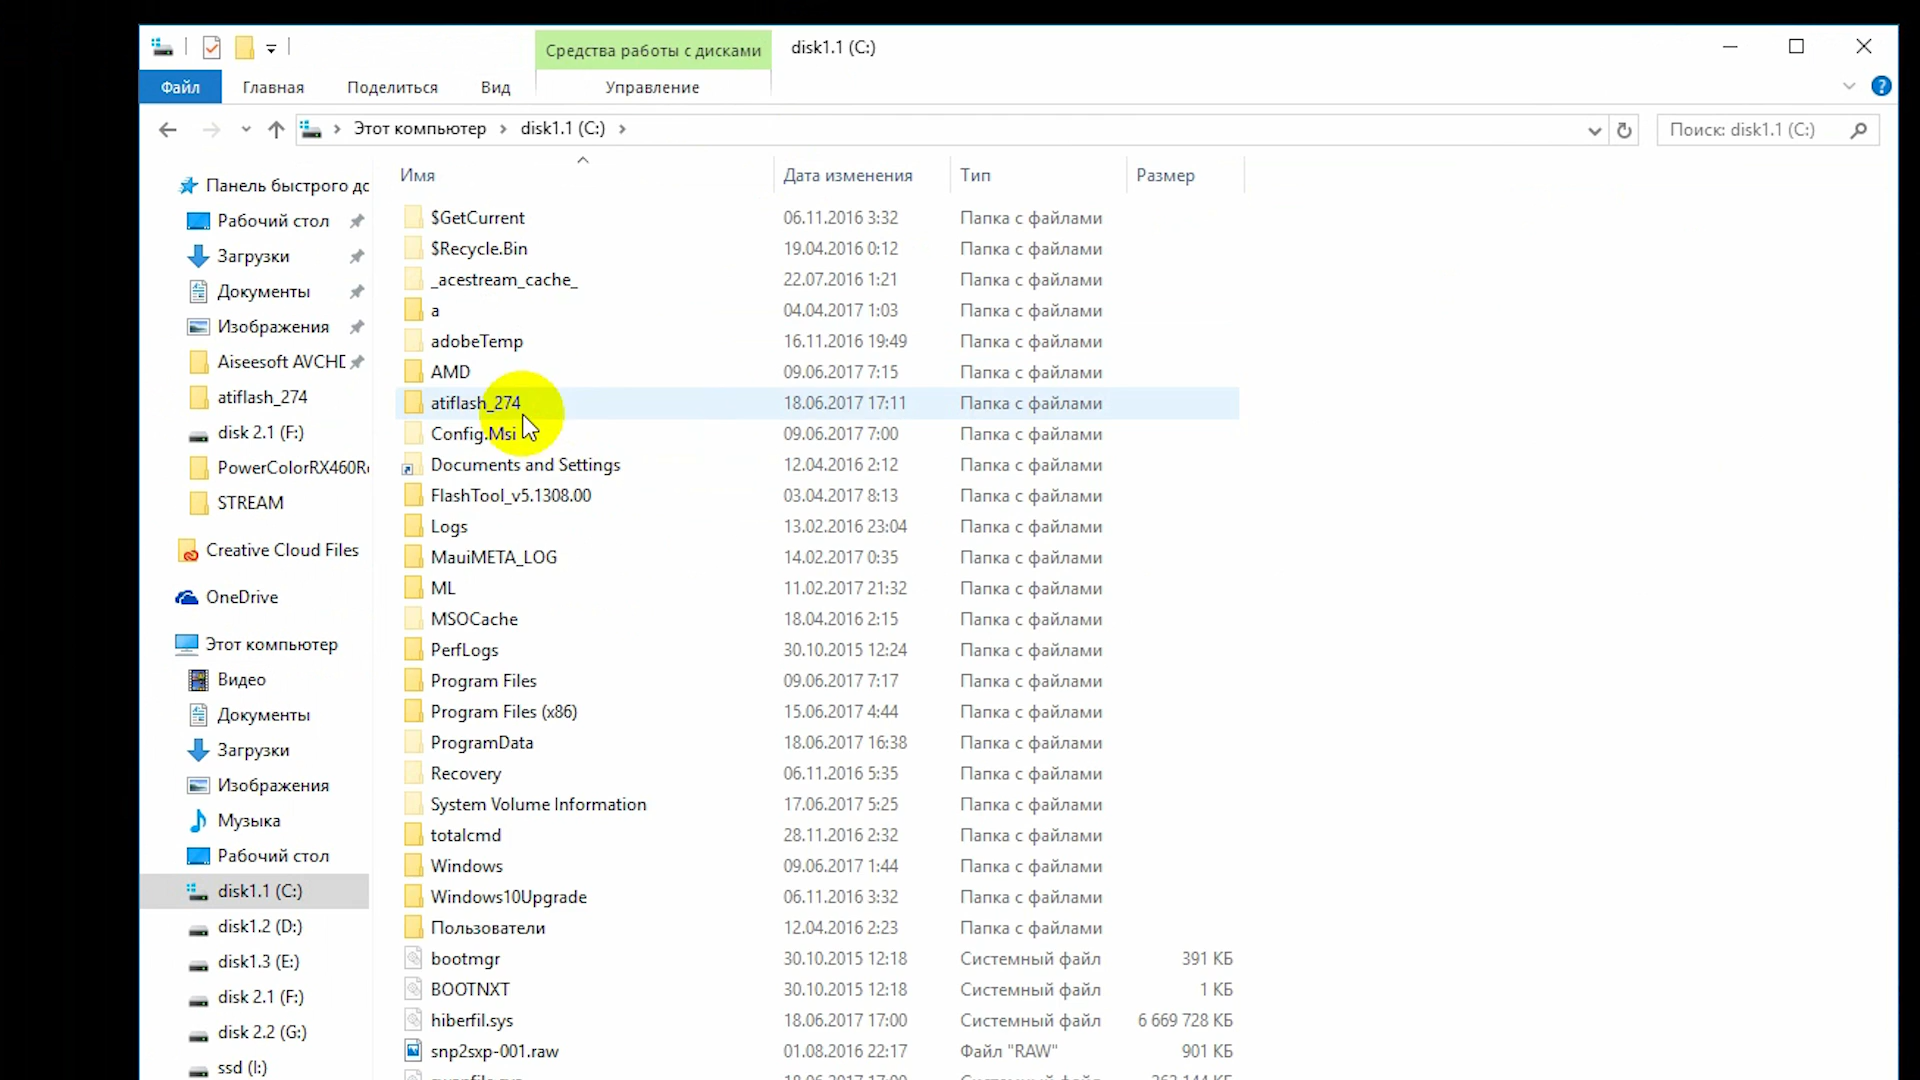 Средства работы с дисками
disk1.1 (C:)
Файл
Главная
Поделиться
Вид
Управление
?
Этот компьютер
disk1.1 (C:)
Поиск: disk1.1 (C:)
Имя
Дата изменения
Тип
Размер
Панель быстрого дс
Рабочий стол
Загрузки
Документы
Изображения
Aiseesoft AVCHD
atiflash_274
disk 2.1 (F:)
PowerColorRX460R
STREAM
Creative Cloud Files
OneDrive
Этот компьютер
Видео
Документы
Загрузки
Изображения
Музыка
Рабочий стол
disk1.1 (C:)
disk1.2 (D:)
disk1.3 (E:)
disk 2.1 (F:)
disk 2.2 (G:)
ssd (I:)
$GetCurrent 06.11.2016 3:32 Папка с файлами
$Recycle.Bin 19.04.2016 0:12 Папка с файлами
_acestream_cache_ 22.07.2016 1:21 Папка с файлами
a 04.04.2017 1:03 Папка с файлами
adobeTemp 16.11.2016 19:49 Папка с файлами
AMD 09.06.2017 7:15 Папка с файлами
atiflash_274 18.06.2017 17:11 Папка с файлами
Config.Msi 09.06.2017 7:00 Папка с файлами
Documents and Settings 12.04.2016 2:12 Папка с файлами
FlashTool_v5.1308.00 03.04.2017 8:13 Папка с файлами
Logs 13.02.2016 23:04 Папка с файлами
MauiMETA_LOG 14.02.2017 0:35 Папка с файлами
ML 11.02.2017 21:32 Папка с файлами
MSOCache 18.04.2016 2:15 Папка с файлами
PerfLogs 30.10.2015 12:24 Папка с файлами
Program Files 09.06.2017 7:17 Папка с файлами
Program Files (x86) 15.06.2017 4:44 Папка с файлами
ProgramData 18.06.2017 16:38 Папка с файлами
Recovery 06.11.2016 5:35 Папка с файлами
System Volume Information 17.06.2017 5:25 Папка с файлами
totalcmd 28.11.2016 2:32 Папка с файлами
Windows 09.06.2017 1:44 Папка с файлами
Windows10Upgrade 06.11.2016 3:32 Папка с файлами
Пользователи 12.04.2016 2:23 Папка с файлами
bootmgr 30.10.2015 12:18 Системный файл 391 КБ
BOOTNXT 30.10.2015 12:18 Системный файл 1 КБ
hiberfil.sys 18.06.2017 17:00 Системный файл 6 669 728 КБ
snp2sxp-001.raw 01.08.2016 22:17 Файл "RAW" 901 КБ